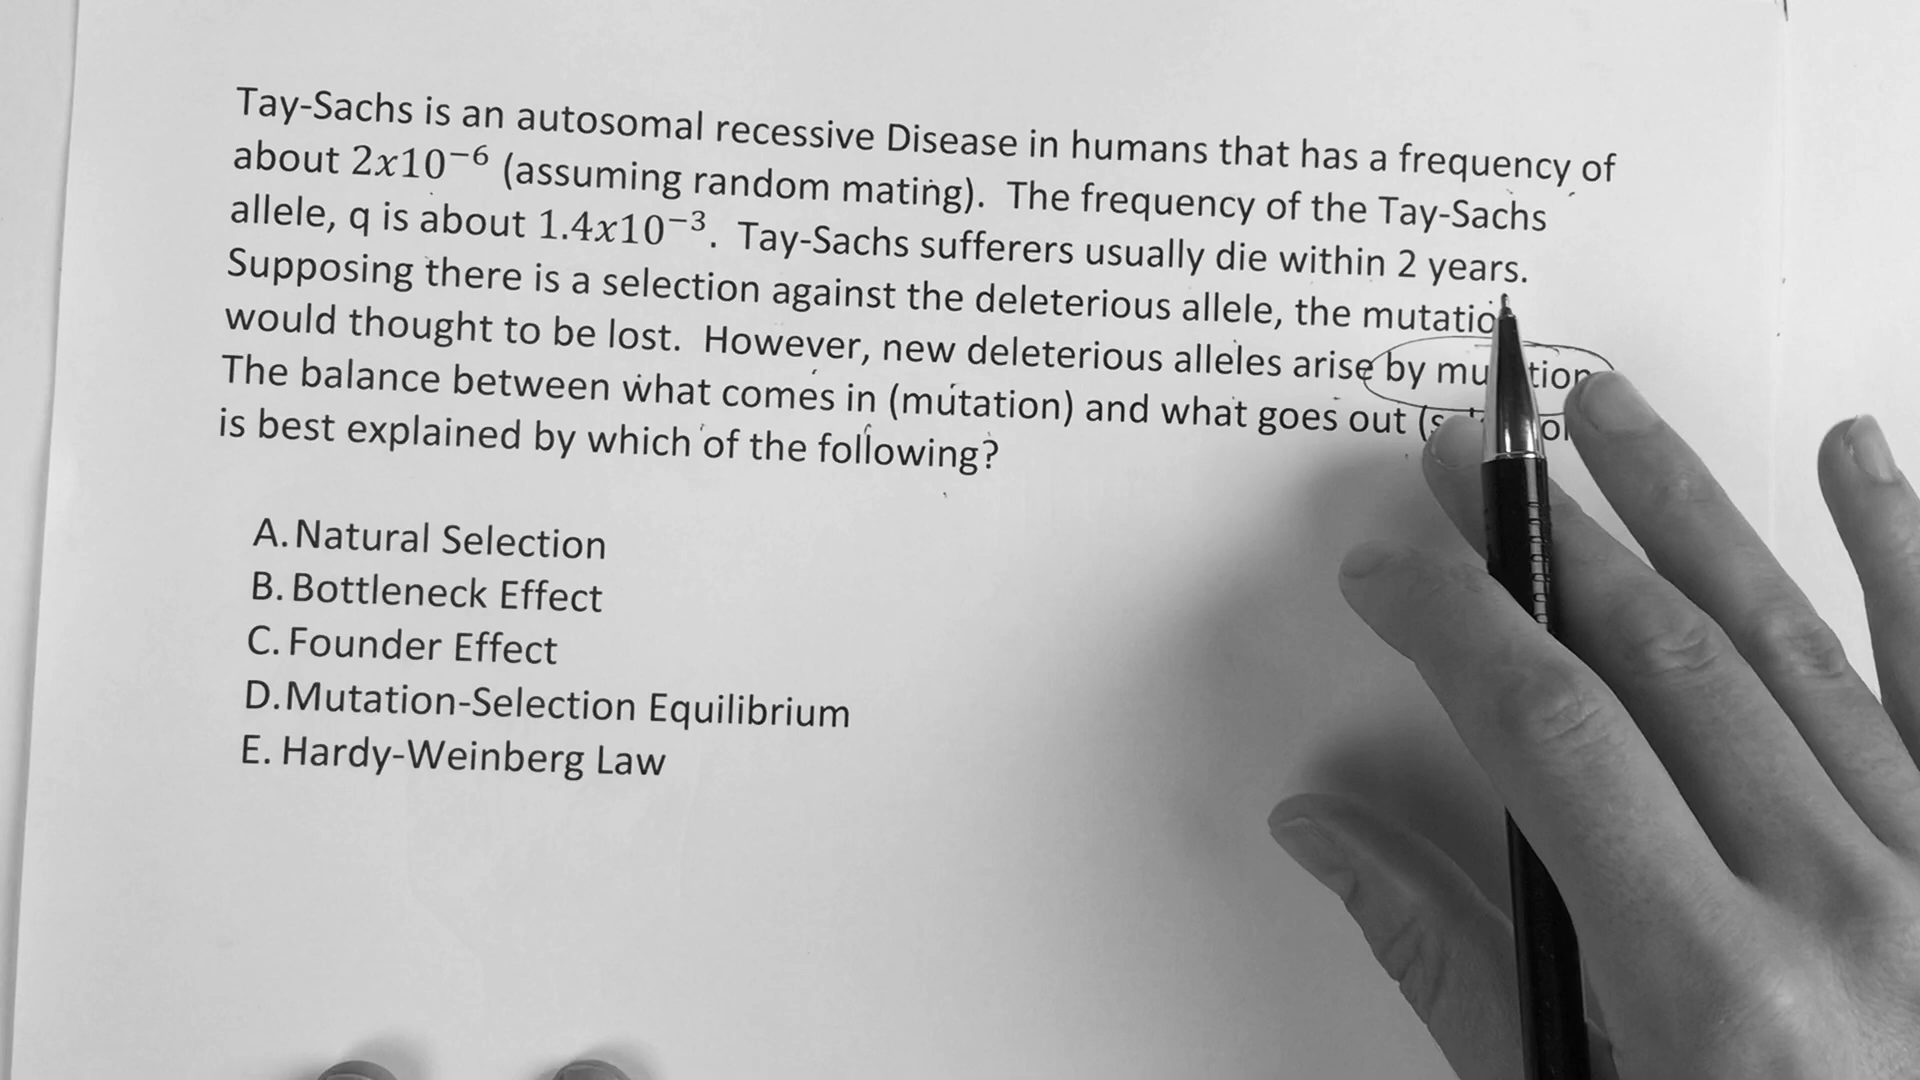 Tay-Sachs is an autosomal recessive Disease in humans that has a frequency of
about 2x10⁻⁶ (assuming random mating). The frequency of the Tay-Sachs
allele, q is about 1.4x10⁻³. Tay-Sachs sufferers usually die within 2 years.
Supposing there is a selection against the deleterious allele, the
would thought to be lost. However, new deleterious alleles arise by
The balance between what comes in (mutation) and what goes out
is best explained by which of the following?
A. Natural Selection
B. Bottleneck Effect
C. Founder Effect
D. Mutation-Selection Equilibrium
E. Hardy-Weinberg Law